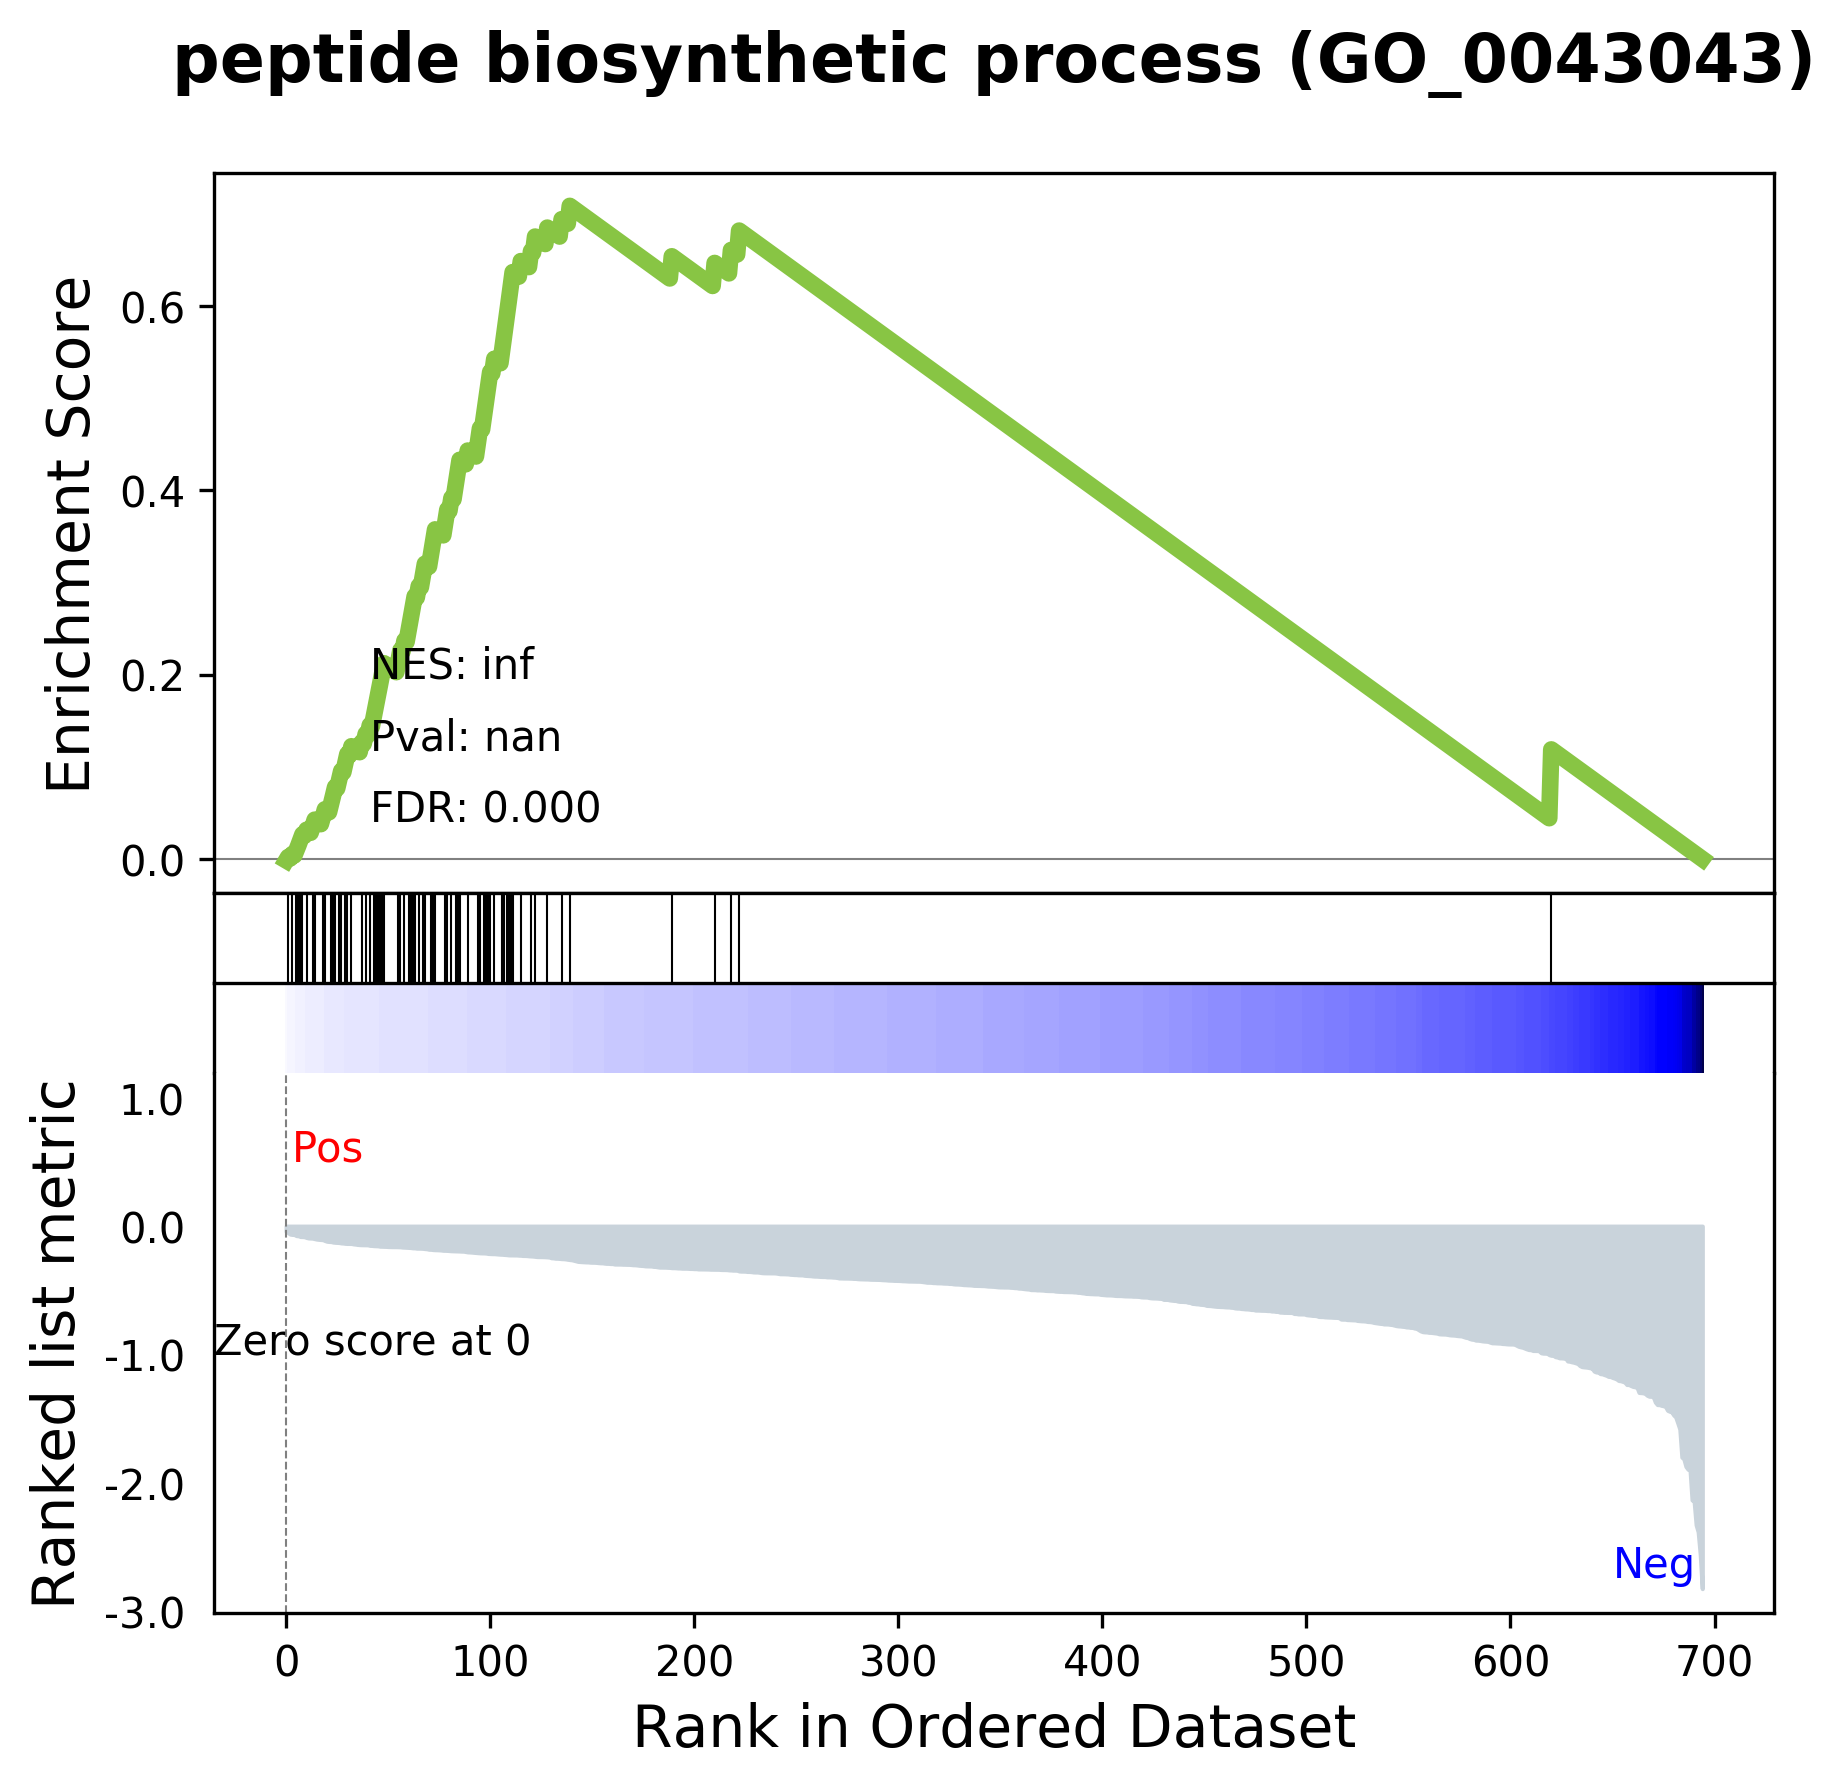 peptide biosynthetic process (GO_0043043)
Enrichment Score
0.6
0.4
0.2
0.0
NES: inf
Pval: nan
FDR: 0.000
Ranked list metric
1.0
0.0
-1.0
-2.0
-3.0
Pos
Zero score at 0
Neg
0 100 200 300 400 500 600 700
Rank in Ordered Dataset